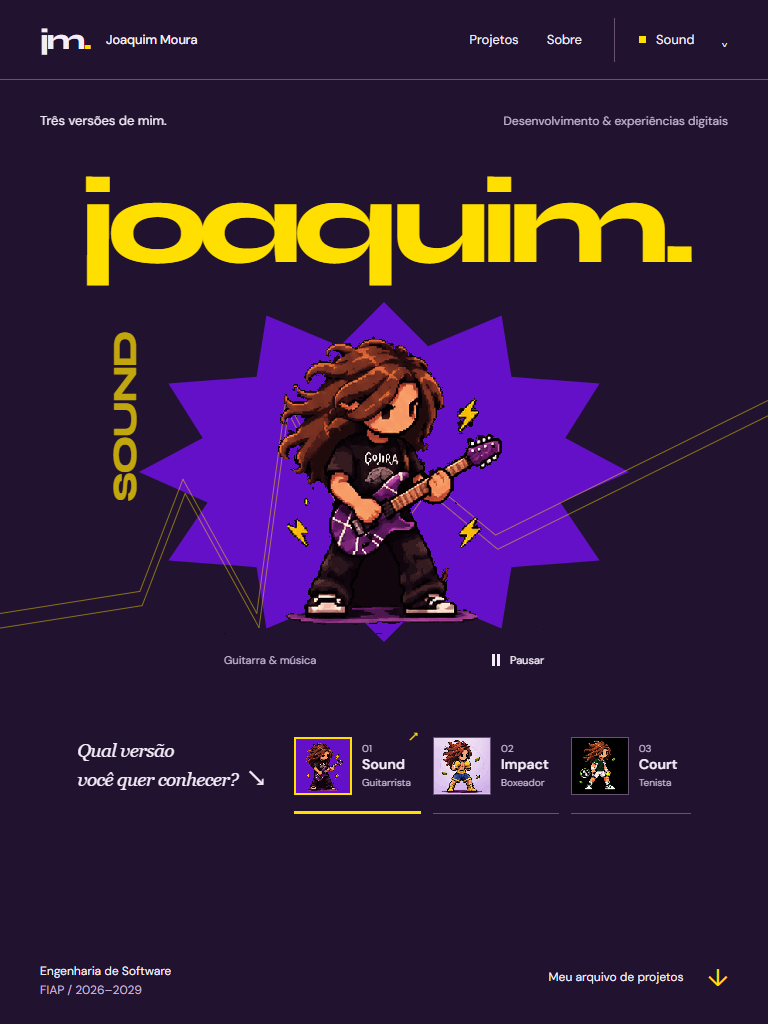 jm.
Joaquim Moura
Projetos
Sobre
Sound
Três versões de mim.
Desenvolvimento & experiências digitais
joaquim.
SOUND
GOJIRA
Guitarra & música
Pausar
Qual versão
você quer conhecer?
01
Sound
Guitarrista
02
Impact
Boxeador
03
Court
Tenista
Engenharia de Software
FIAP / 2026–2029
Meu arquivo de projetos